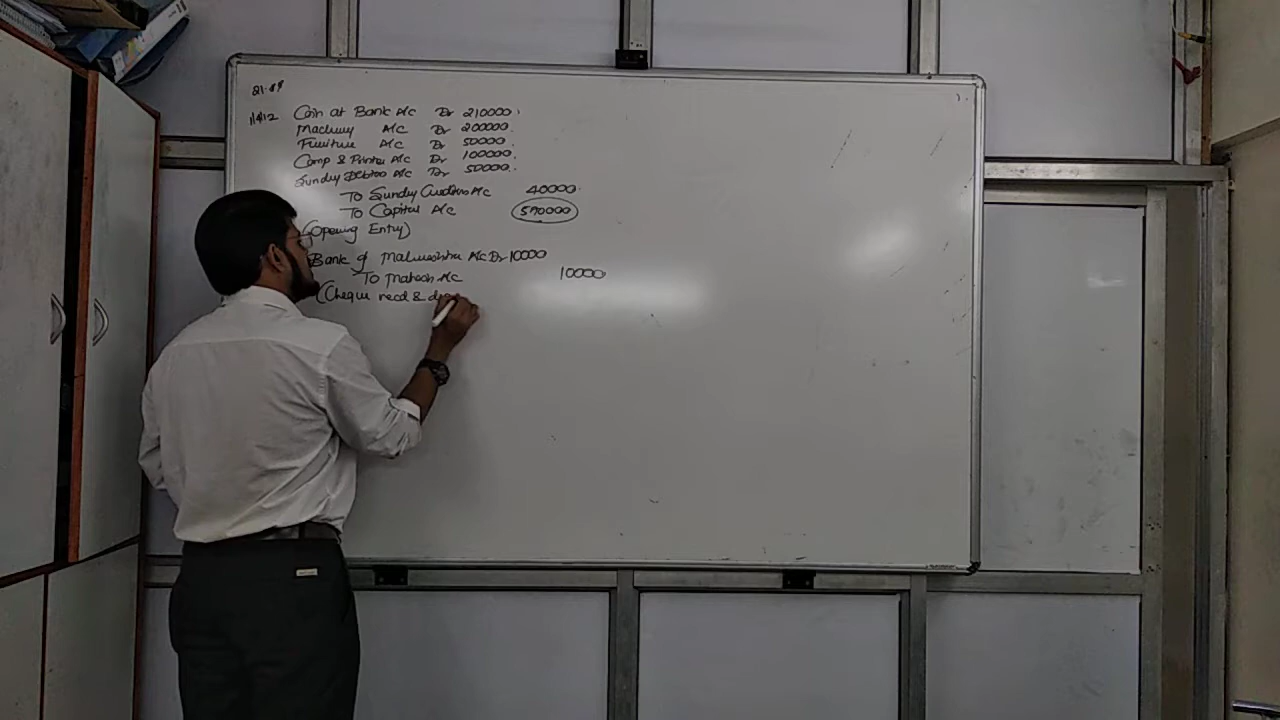 1/4/12 Cash at Bank A/c Dr 210000
Machinery A/c Dr 200000
Furniture A/c Dr 50000
Comp & Printer A/c Dr 100000
Sundry Debtors A/c Dr 50000
To Sundry Creditors A/c 40000
To Capital A/c 570000
(Opening Entry)
Bank of Maharashtra A/c Dr 10000
To Mahesh A/c 10000
(Cheque recd &